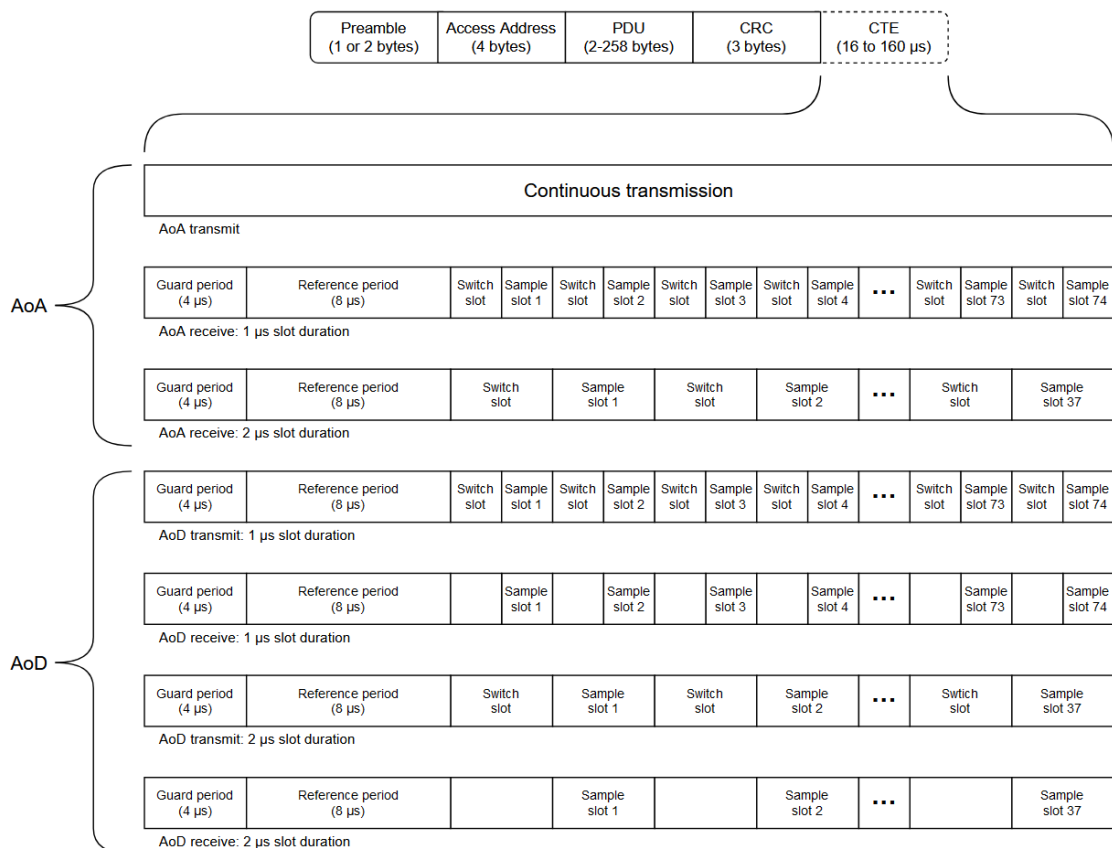 Preamble
(1 or 2 bytes)
Access Address
(4 bytes)
PDU
(2-258 bytes)
CRC
(3 bytes)
CTE
(16 to 160 µs)
AoA
Continuous transmission
AoA transmit
Guard period
(4 µs)
Reference period
(8 µs)
Switch
slot
Sample
slot 1
Switch
slot
Sample
slot 2
Switch
slot
Sample
slot 3
Switch
slot
Sample
slot 4
...
Switch
slot
Sample
slot 73
Switch
slot
Sample
slot 74
AoA receive: 1 µs slot duration
Guard period
(4 µs)
Reference period
(8 µs)
Switch
slot
Sample
slot 1
Switch
slot
Sample
slot 2
...
Swtich
slot
Sample
slot 37
AoA receive: 2 µs slot duration
AoD
Guard period
(4 µs)
Reference period
(8 µs)
Switch
slot
Sample
slot 1
Switch
slot
Sample
slot 2
Switch
slot
Sample
slot 3
Switch
slot
Sample
slot 4
...
Switch
slot
Sample
slot 73
Switch
slot
Sample
slot 74
AoD transmit: 1 µs slot duration
Guard period
(4 µs)
Reference period
(8 µs)
Sample
slot 1
Sample
slot 2
Sample
slot 3
Sample
slot 4
...
Sample
slot 73
Sample
slot 74
AoD receive: 1 µs slot duration
Guard period
(4 µs)
Reference period
(8 µs)
Switch
slot
Sample
slot 1
Switch
slot
Sample
slot 2
...
Swtich
slot
Sample
slot 37
AoD transmit: 2 µs slot duration
Guard period
(4 µs)
Reference period
(8 µs)
Sample
slot 1
Sample
slot 2
...
Sample
slot 37
AoD receive: 2 µs slot duration